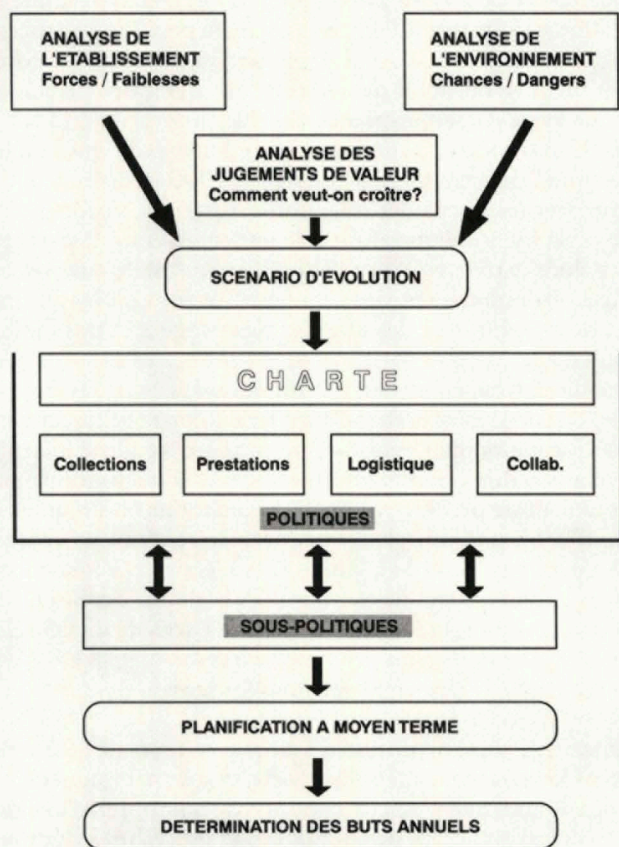 ANALYSE DE
L'ETABLISSEMENT
Forces / Faiblesses
ANALYSE DE
L'ENVIRONNEMENT
Chances / Dangers
ANALYSE DES
JUGEMENTS DE VALEUR
Comment veut-on croître?
SCENARIO D'EVOLUTION
CHARTE
Collections
Prestations
Logistique
Collab.
POLITIQUES
SOUS-POLITIQUES
PLANIFICATION A MOYEN TERME
DETERMINATION DES BUTS ANNUELS